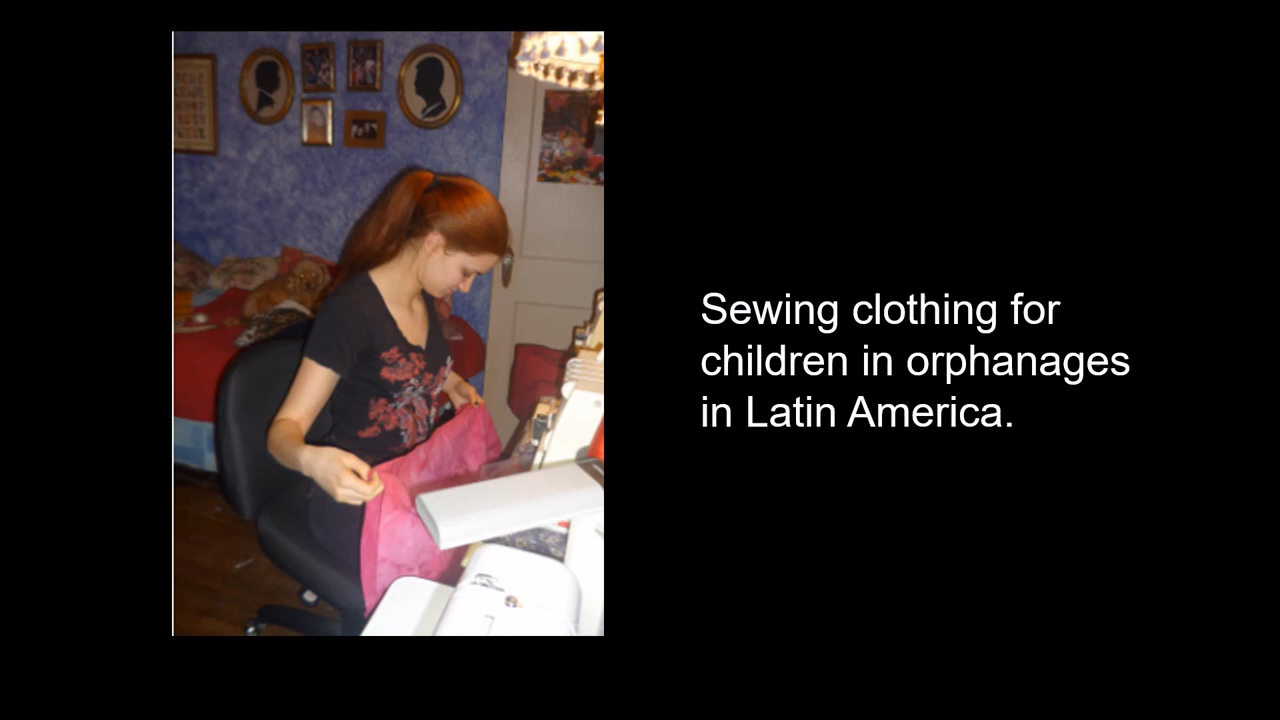 Sewing clothing for
children in orphanages
in Latin America.